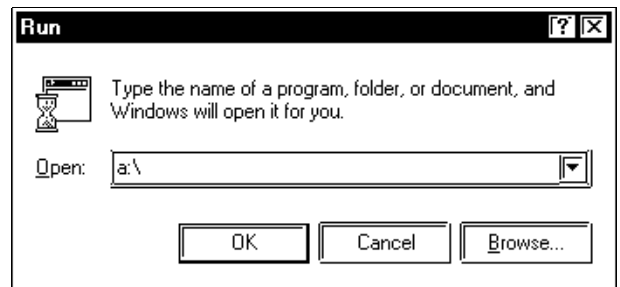 Run
Type the name of a program, folder, or document, and
Windows will open it for you.
Open: a:\
OK Cancel Browse...